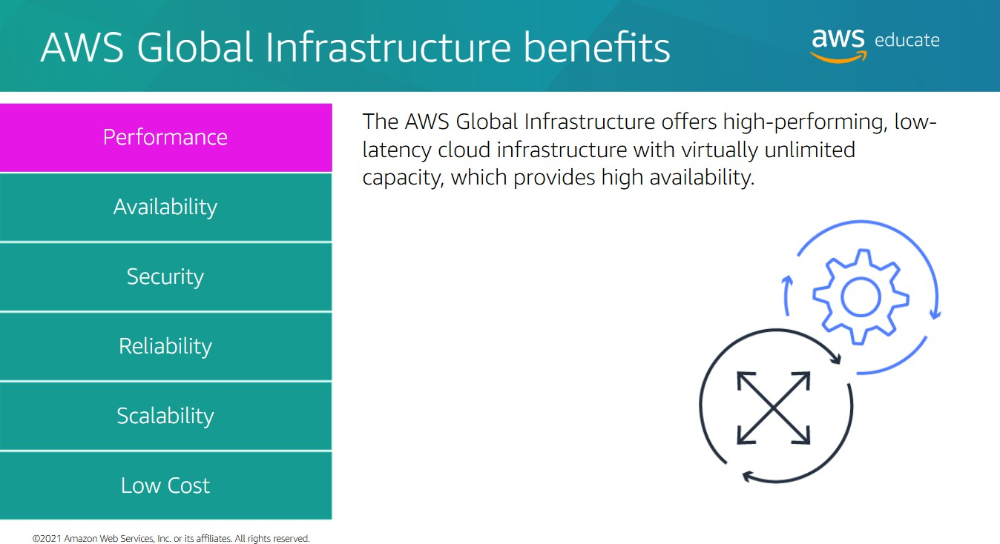 AWS Global Infrastructure benefits
aws educate
Performance
Availability
Security
Reliability
Scalability
Low Cost
The AWS Global Infrastructure offers high-performing, low-
latency cloud infrastructure with virtually unlimited
capacity, which provides high availability.
©2021 Amazon Web Services, Inc. or its affiliates. All rights reserved.